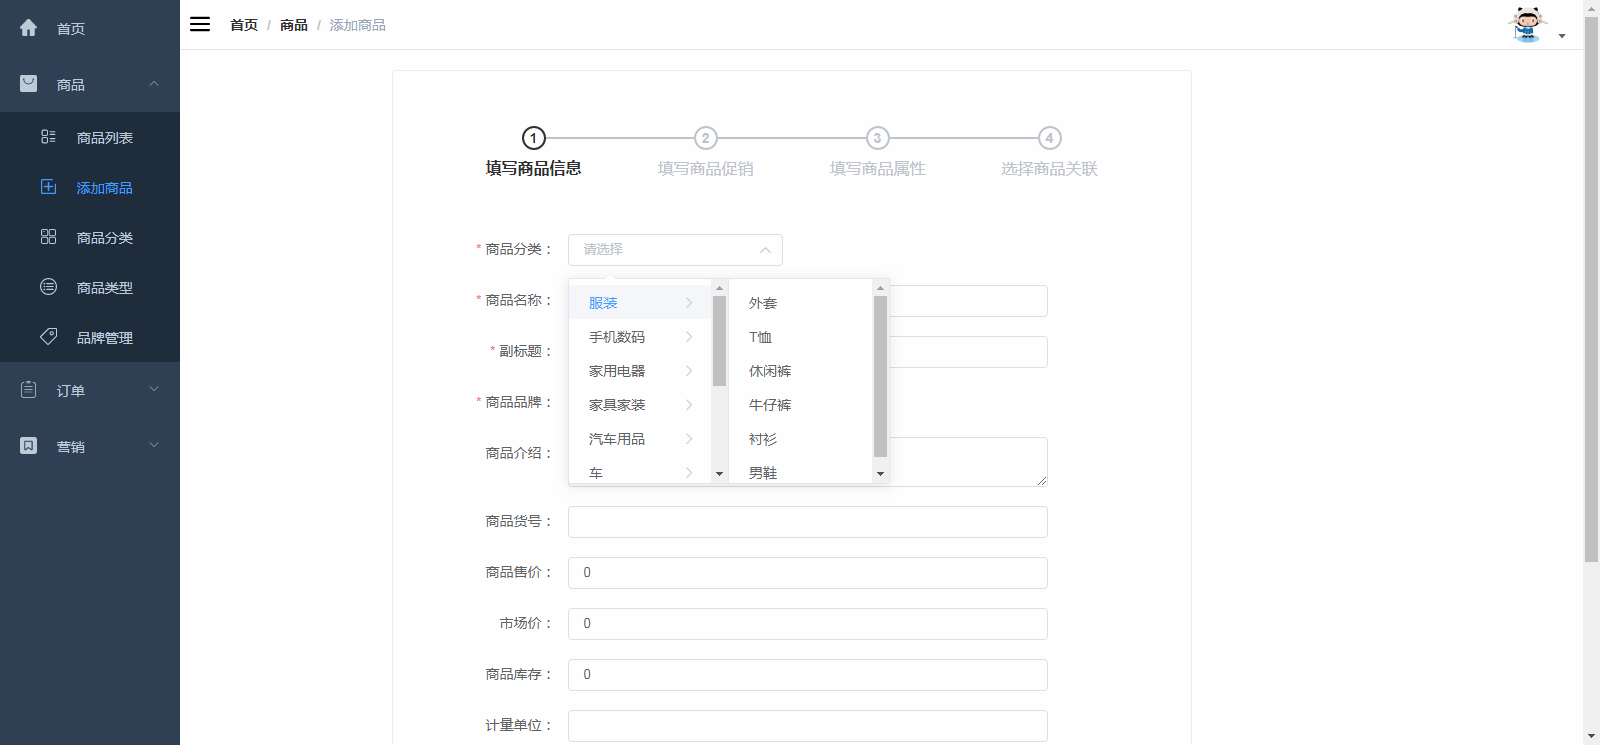 首页
商品
商品列表
添加商品
商品分类
商品类型
品牌管理
订单
营销
首页 / 商品 / 添加商品
1 2 3 4
填写商品信息 填写商品促销 填写商品属性 选择商品关联
* 商品分类： 请选择
* 商品名称：
* 副标题：
* 商品品牌：
商品介绍：
服装
手机数码
家用电器
家具家装
汽车用品
车
外套
T恤
休闲裤
牛仔裤
衬衫
男鞋
商品货号：
商品售价： 0
市场价： 0
商品库存： 0
计量单位：